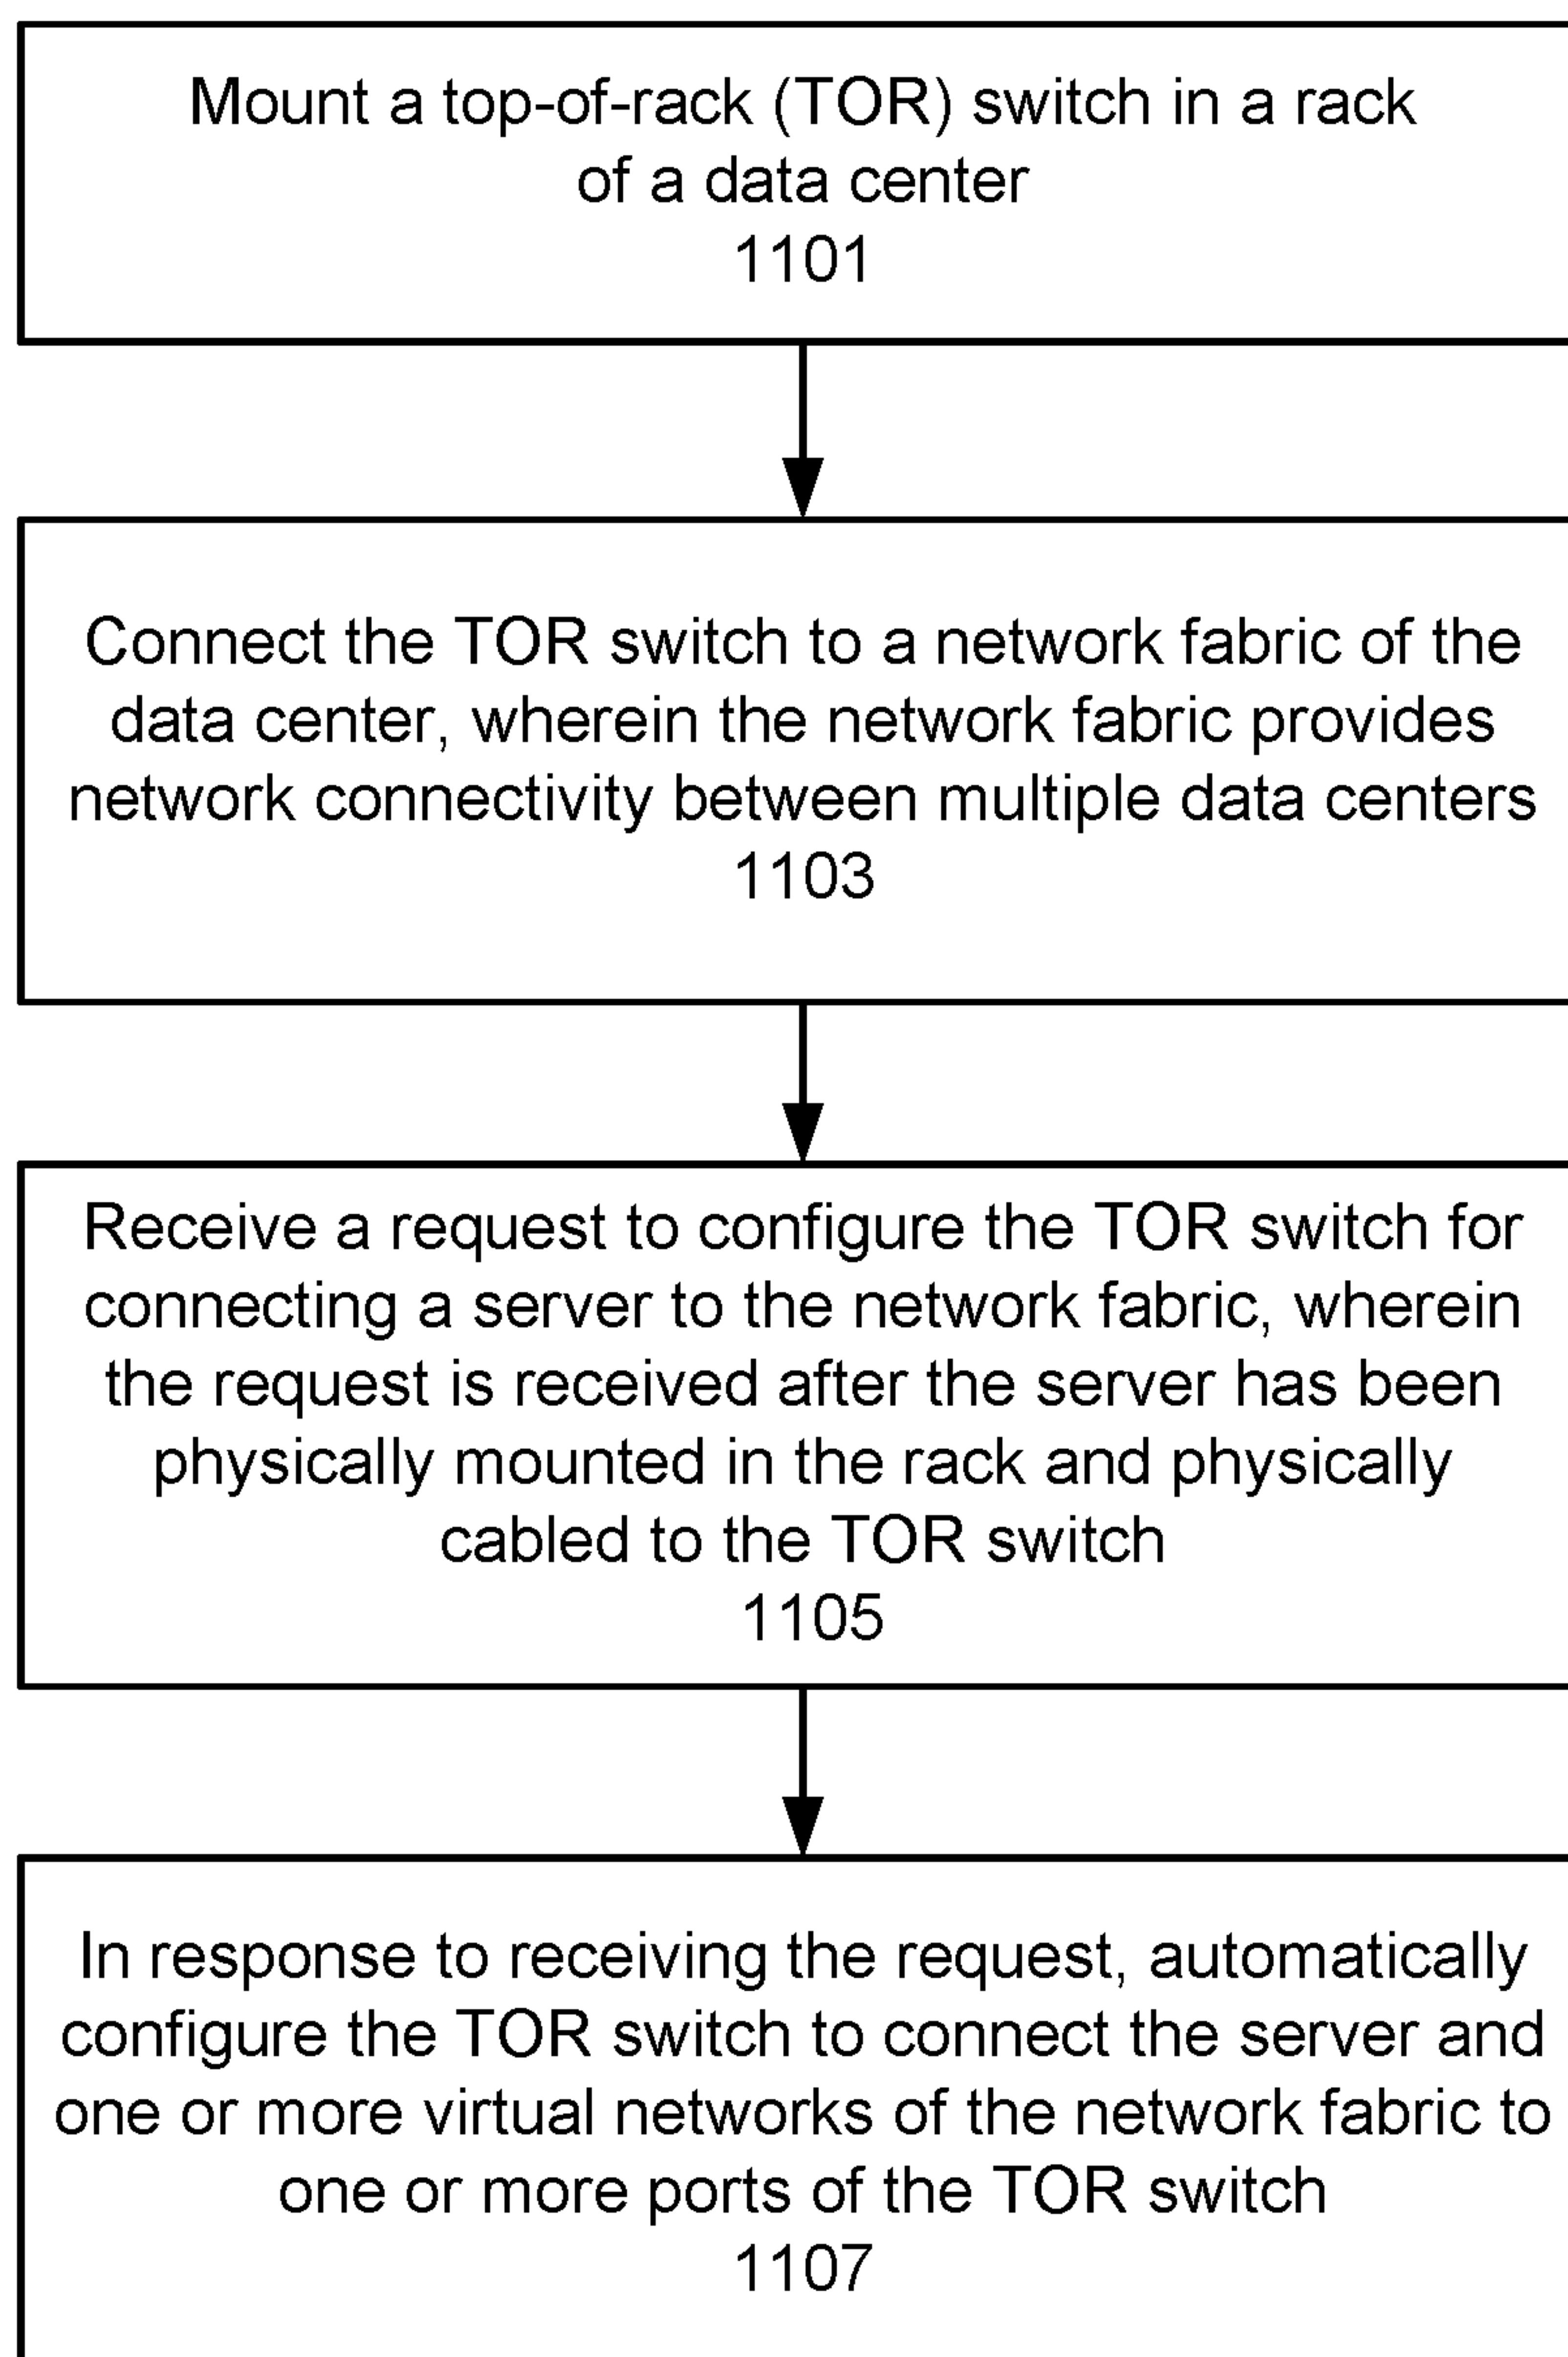 Mount a top-of-rack (TOR) switch in a rack
of a data center
1101
Connect the TOR switch to a network fabric of the
data center, wherein the network fabric provides
network connectivity between multiple data centers
1103
Receive a request to configure the TOR switch for
connecting a server to the network fabric, wherein
the request is received after the server has been
physically mounted in the rack and physically
cabled to the TOR switch
1105
In response to receiving the request, automatically
configure the TOR switch to connect the server and
one or more virtual networks of the network fabric to
one or more ports of the TOR switch
1107